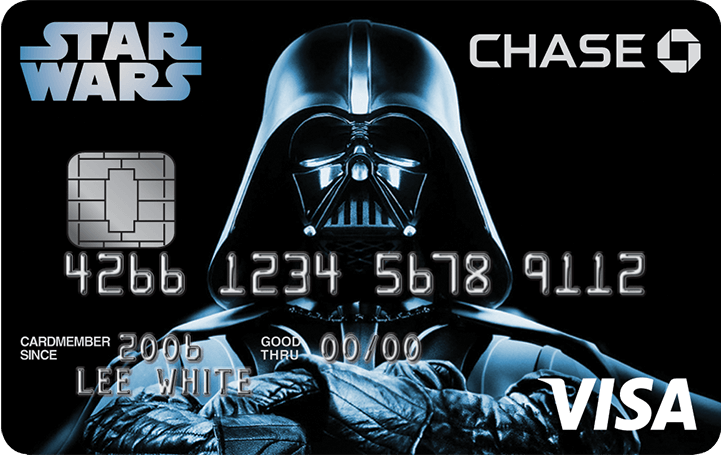 STAR
WARS
CHASE
4266 1234 5678 9112
CARDMEMBER
SINCE 2006 GOOD
THRU 00/00
LEE WHITE
VISA